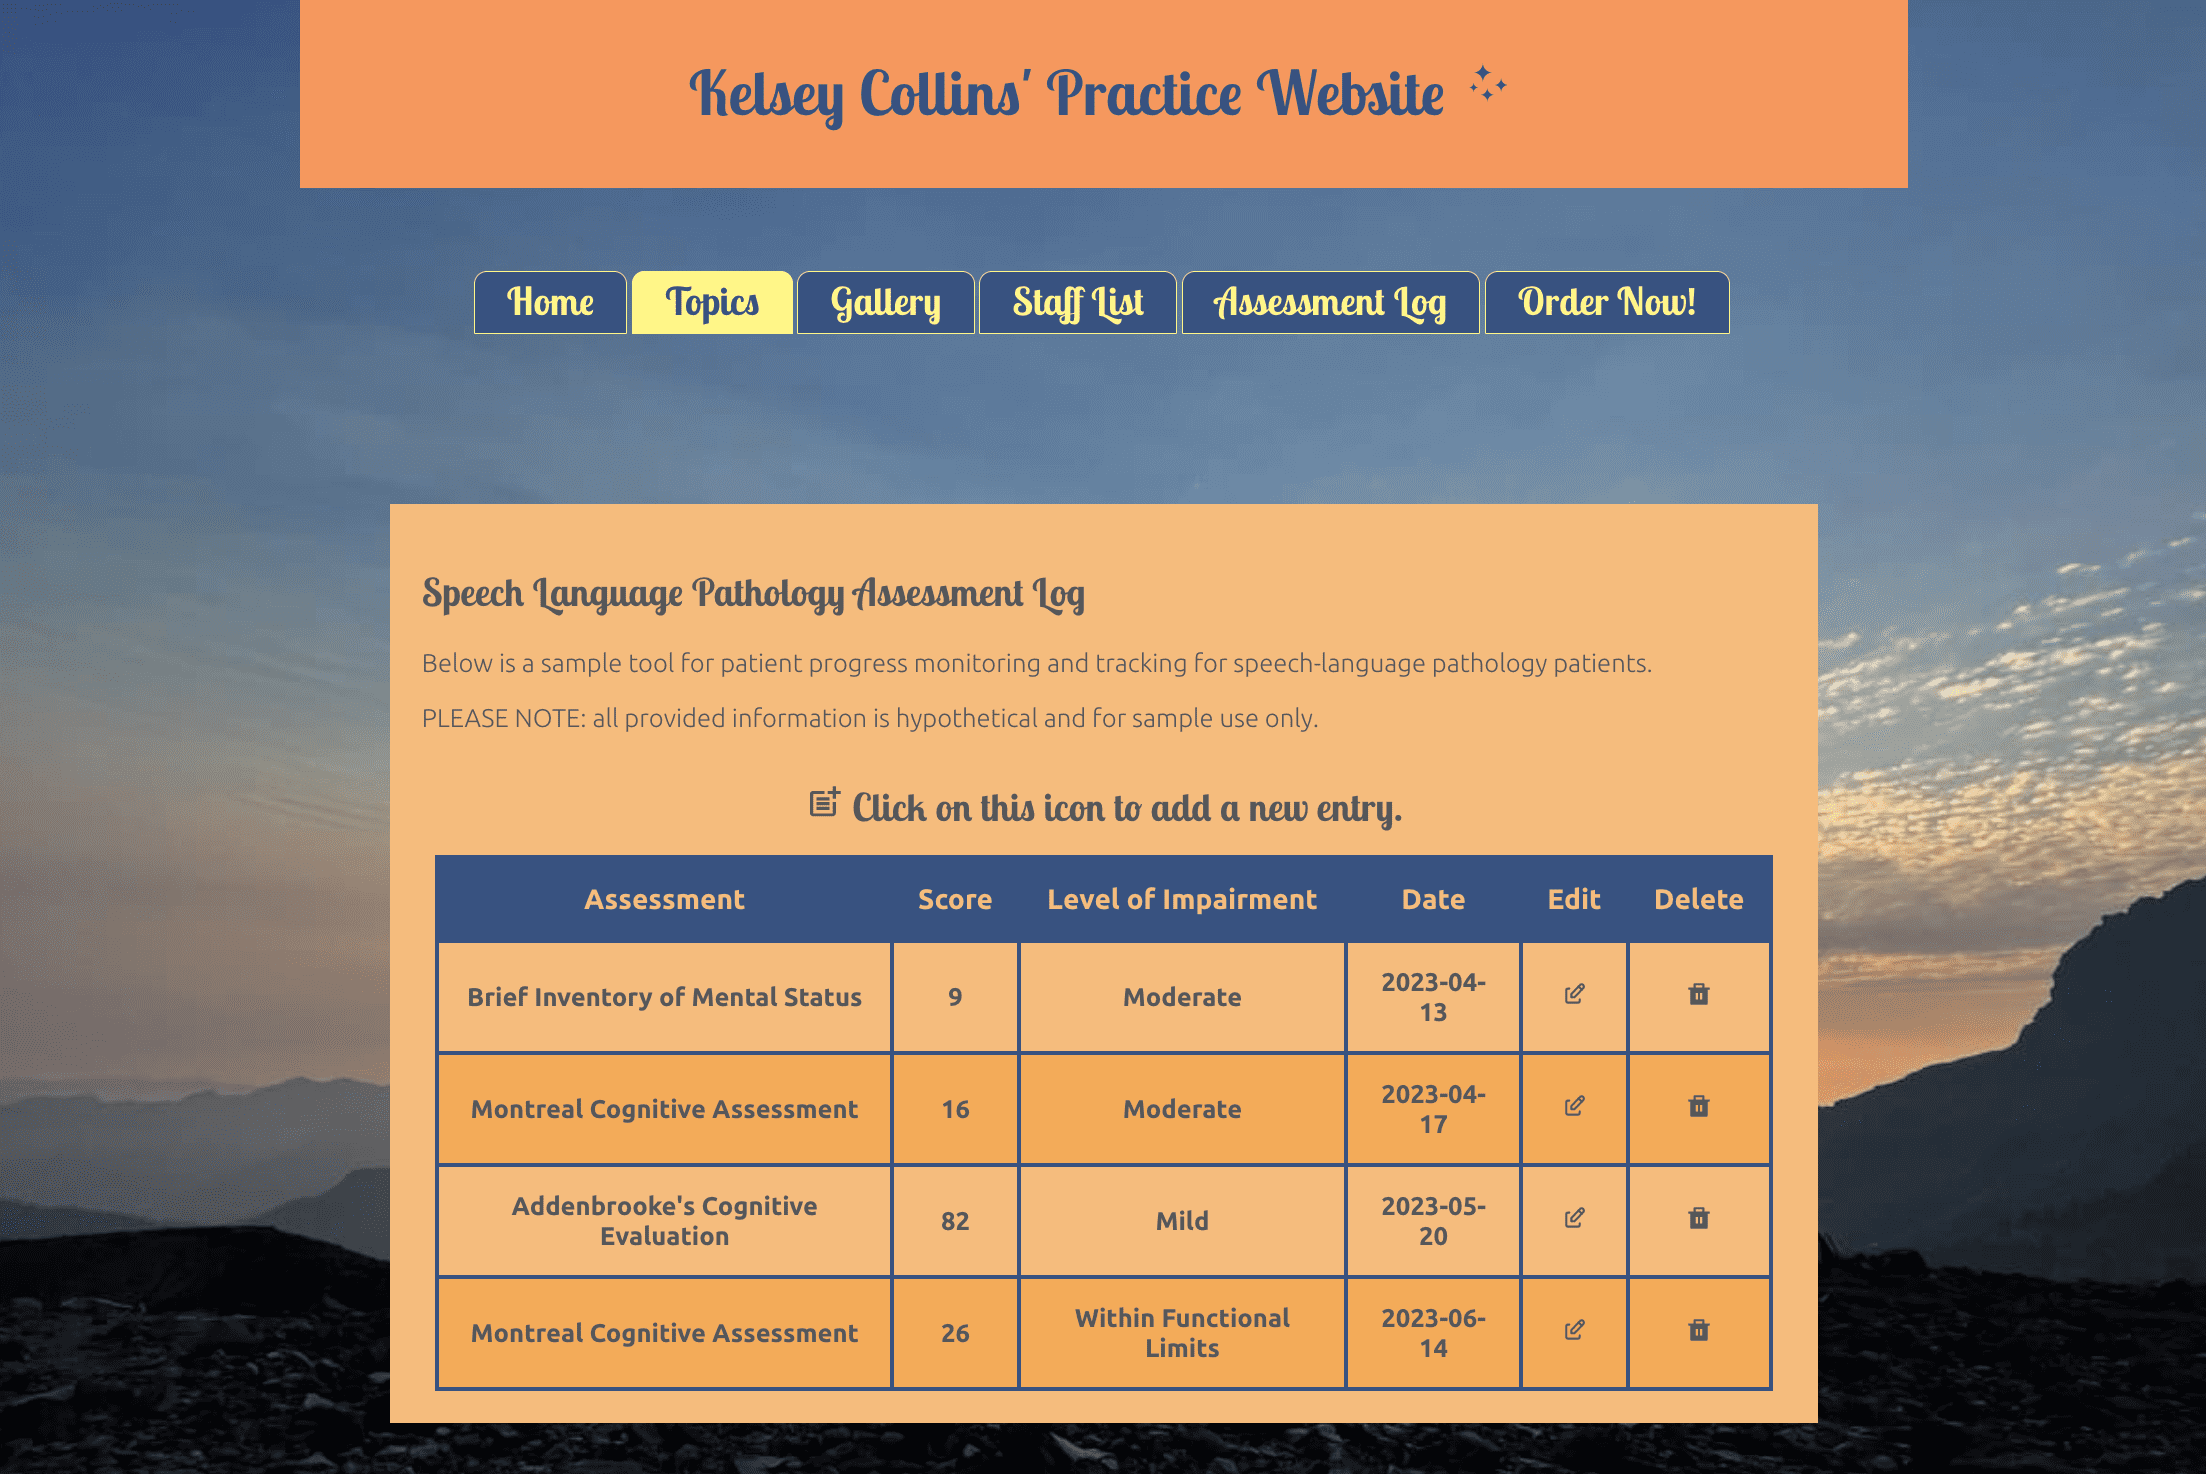 Kelsey Collins' Practice Website
Home Topics Gallery Staff List Assessment Log Order Now!
Speech Language Pathology Assessment Log
Below is a sample tool for patient progress monitoring and tracking for speech-language pathology patients.
PLEASE NOTE: all provided information is hypothetical and for sample use only.
Click on this icon to add a new entry.
Assessment Score Level of Impairment Date Edit Delete
Brief Inventory of Mental Status 9 Moderate 2023-04-
13
Montreal Cognitive Assessment 16 Moderate 2023-04-
17
Addenbrooke's Cognitive
Evaluation 82 Mild 2023-05-
20
Montreal Cognitive Assessment 26 Within Functional
Limits 2023-06-
14